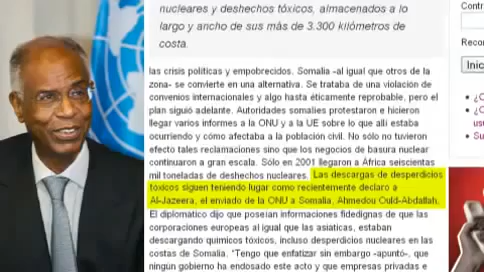 nucleares y deshechos tóxicos, almacenados a
lo largo y ancho de sus más de 3.300 kilómetros de
costa.
las crisis políticas y empobrecidos. Somalia -al igual que otros de la
zona- se convierte en una alternativa. Se trataba de una violación de
convenios internacionales y algo hasta éticamente reprobable, pero el
plan siguió adelante. Autoridades somalies protestaron e hicieron
llegar varios informes a la ONU y a la UE sobre lo que allí estaba
ocurriendo y cómo afectaba a la población civil. No sólo no tuvieron
efecto tales reclamaciones sino que los negocios de basura nuclear
continuaron a gran escala. Sólo en 2001 llegaron a África seiscientas
mil toneladas de deshechos nucleares. Las descargas de desperdicios
tóxicos siguen teniendo lugar como recientemente declaro a
Al-Jazeera, el enviado de la ONU a Somalia, Ahmedou Ould-Abdallah.
El diplomático dijo que poseían informaciones fidedignas de que las
corporaciones europeas al igual que las asiaticas, estaban
descargando químicos tóxicos, incluso desperdicios nucleares en las
costas de Somalia. "Tengo que enfatizar sin embargo -apuntó-, que
ningún gobierno ha endosado este acto y que empresas privadas e
Contr
Recor
Inic
¿O
¿C
usu
Su